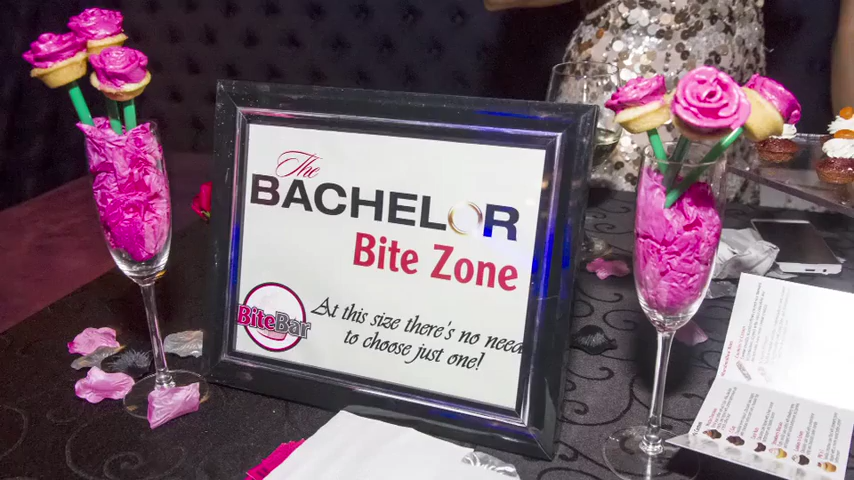 The
BACHELOR
Bite Zone
BiteBar
At this size there's no need
to choose just one!